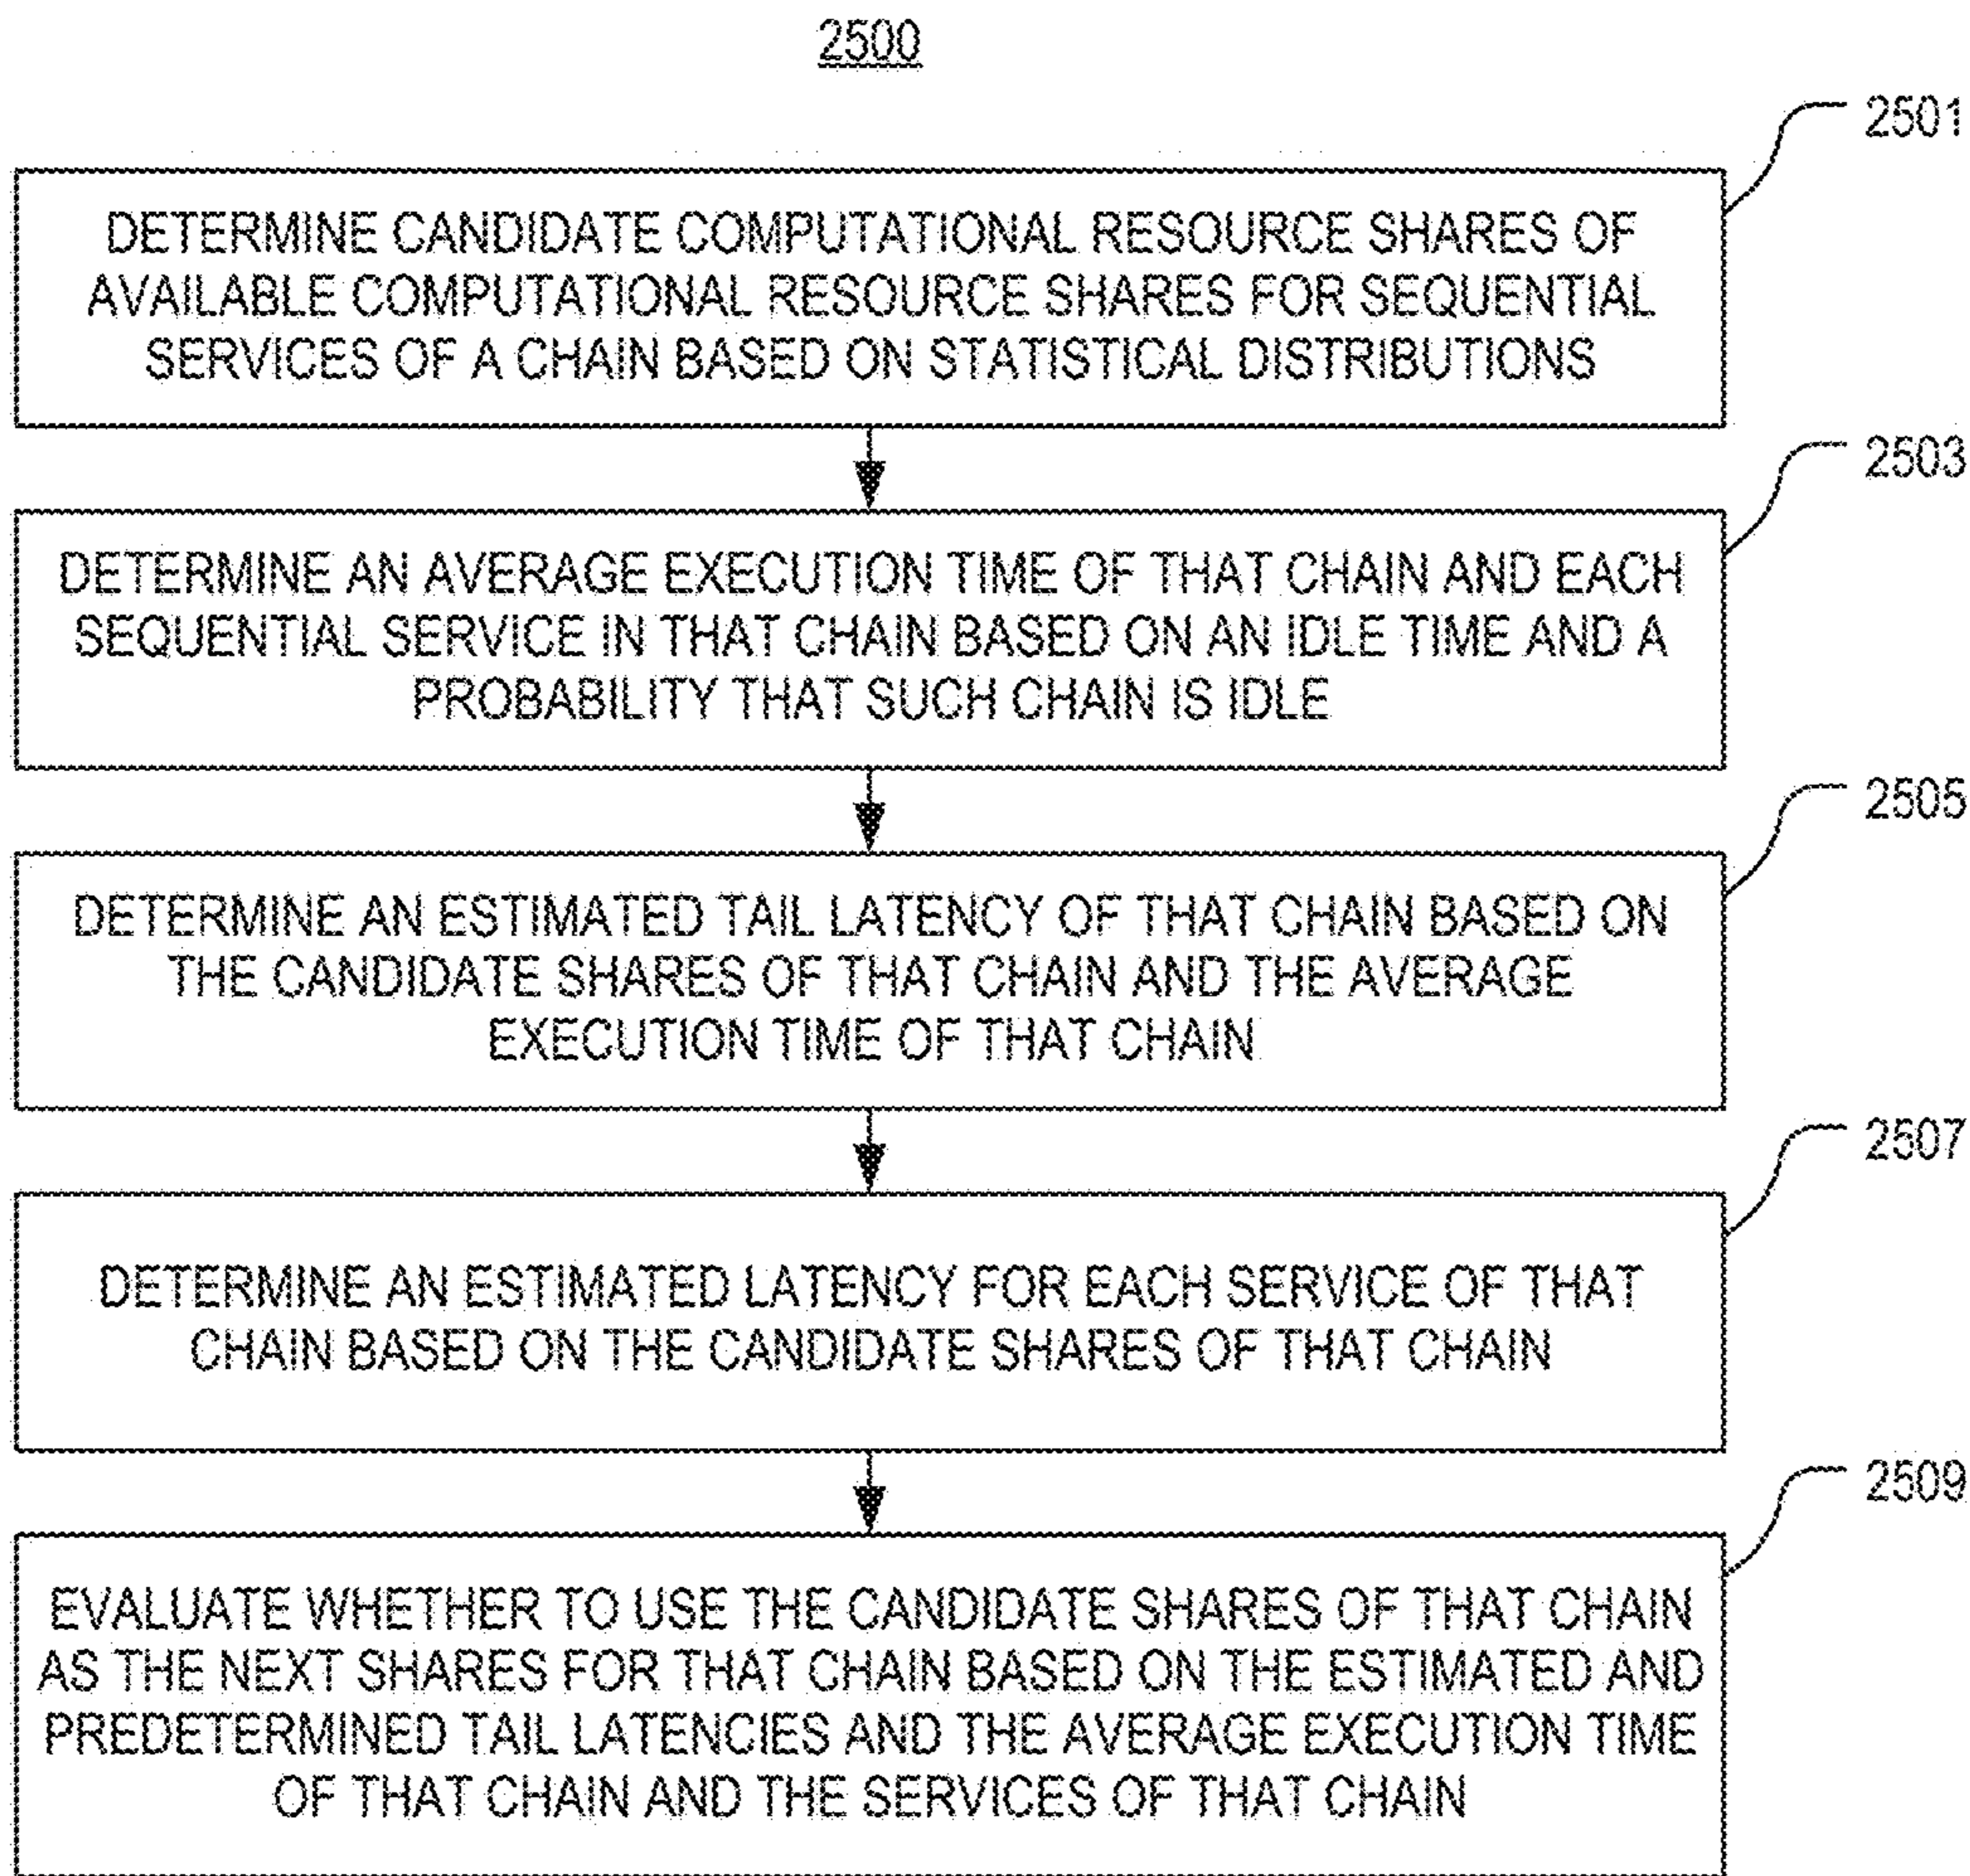 2500
2501
DETERMINE CANDIDATE COMPUTATIONAL RESOURCE SHARES OF
AVAILABLE COMPUTATIONAL RESOURCE SHARES FOR SEQUENTIAL
SERVICES OF A CHAIN BASED ON STATISTICAL DISTRIBUTIONS
2503
DETERMINE AN AVERAGE EXECUTION TIME OF THAT CHAIN AND EACH
SEQUENTIAL SERVICE IN THAT CHAIN BASED ON AN IDLE TIME AND A
PROBABILITY THAT SUCH CHAIN IS IDLE
2505
DETERMINE AN ESTIMATED TAIL LATENCY OF THAT CHAIN BASED ON
THE CANDIDATE SHARES OF THAT CHAIN AND THE AVERAGE
EXECUTION TIME OF THAT CHAIN
2507
DETERMINE AN ESTIMATED LATENCY FOR EACH SERVICE OF THAT
CHAIN BASED ON THE CANDIDATE SHARES OF THAT CHAIN
2509
EVALUATE WHETHER TO USE THE CANDIDATE SHARES OF THAT CHAIN
AS THE NEXT SHARES FOR THAT CHAIN BASED ON THE ESTIMATED AND
PREDETERMINED TAIL LATENCIES AND THE AVERAGE EXECUTION TIME
OF THAT CHAIN AND THE SERVICES OF THAT CHAIN